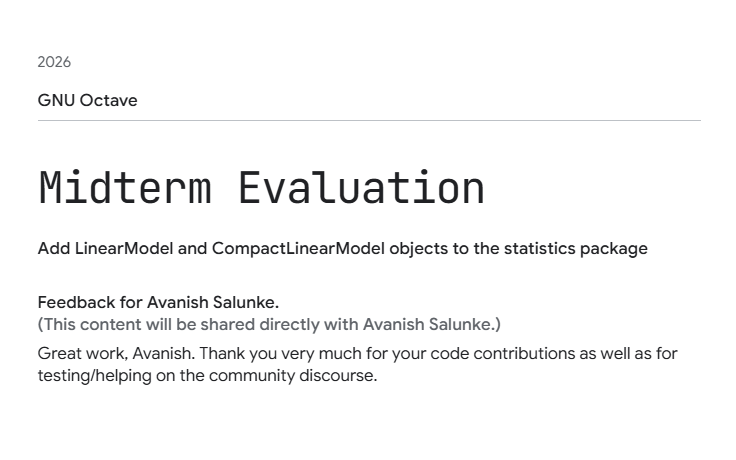 2026
GNU Octave
Midterm Evaluation
Add LinearModel and CompactLinearModel objects to the statistics package
Feedback for Avanish Salunke.
(This content will be shared directly with Avanish Salunke.)
Great work, Avanish. Thank you very much for your code contributions as well as for
testing/helping on the community discourse.